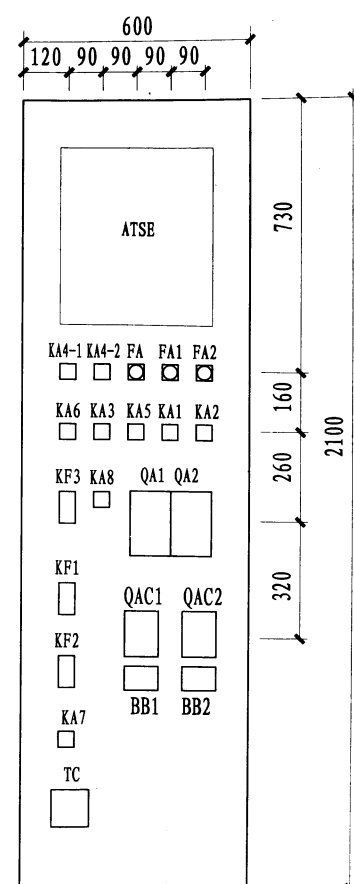 600
120 90 90 90 90
ATSE
730
KA4-1 KA4-2 FA FA1 FA2
160
KA6 KA3 KA5 KA1 KA2
2100
260
KF3 KA8 QA1 QA2
320
KF1 QAC1 QAC2
KF2
BB1 BB2
KA7
TC